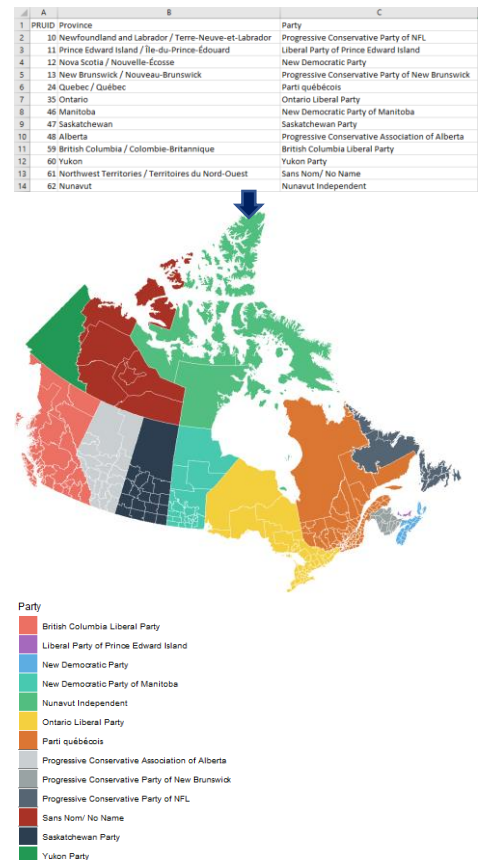 A B C
1 PRUID Province Party
2 10 Newfoundland and Labrador / Terre-Neuve-et-Labrador Progressive Conservative Party of NFL
3 11 Prince Edward Island / Île-du-Prince-Édouard Liberal Party of Prince Edward Island
4 12 Nova Scotia / Nouvelle-Écosse New Democratic Party
5 13 New Brunswick / Nouveau-Brunswick Progressive Conservative Party of New Brunswick
6 24 Quebec / Québec Parti québécois
7 35 Ontario Ontario Liberal Party
8 46 Manitoba New Democratic Party of Manitoba
9 47 Saskatchewan Saskatchewan Party
10 48 Alberta Progressive Conservative Association of Alberta
11 59 British Columbia / Colombie-Britannique British Columbia Liberal Party
12 60 Yukon Yukon Party
13 61 Northwest Territories / Territoires du Nord-Ouest Sans Nom/ No Name
14 62 Nunavut Nunavut Independent
Party
British Columbia Liberal Party
Liberal Party of Prince Edward Island
New Democratic Party
New Democratic Party of Manitoba
Nunavut Independent
Ontario Liberal Party
Parti québécois
Progressive Conservative Association of Alberta
Progressive Conservative Party of New Brunswick
Progressive Conservative Party of NFL
Sans Nom/ No Name
Saskatchewan Party
Yukon Party